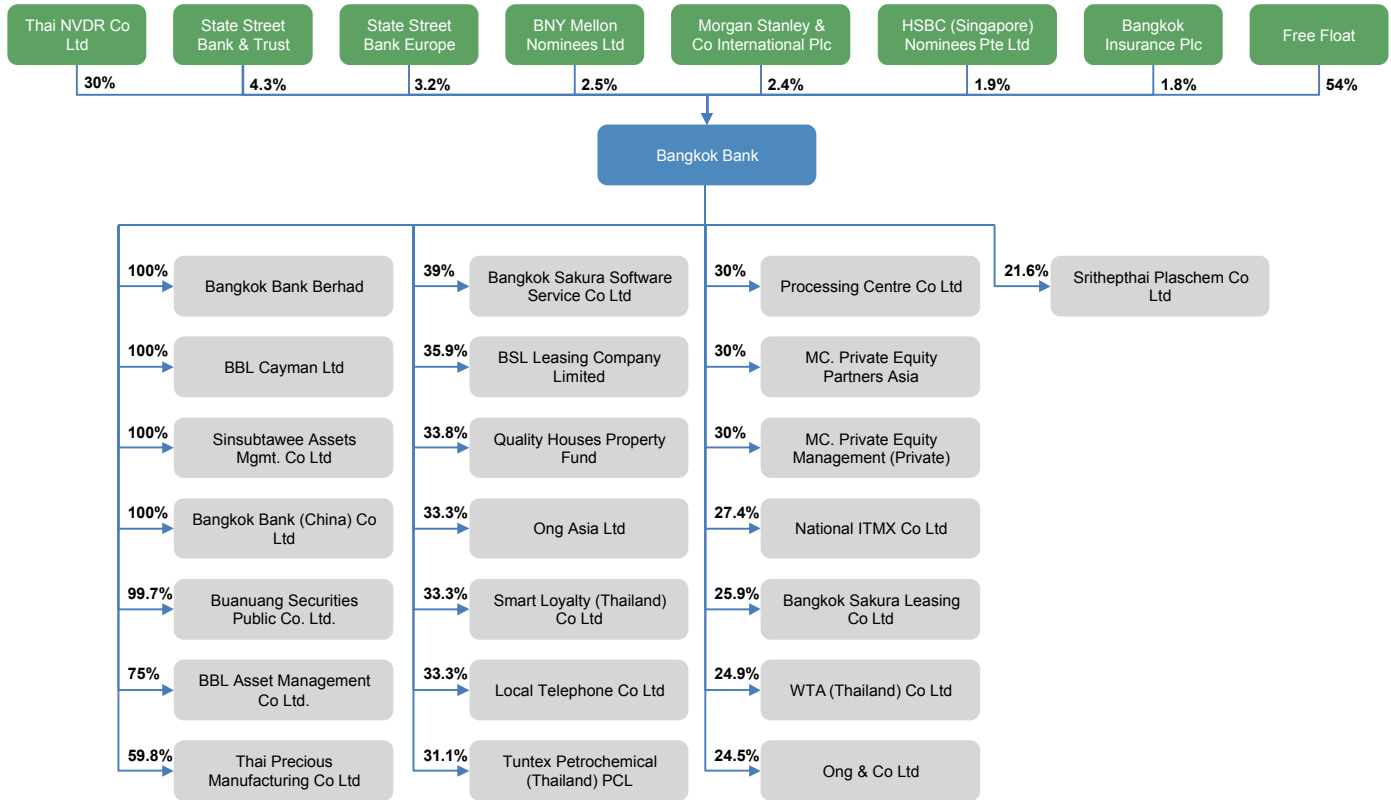 Thai NVDR Co
Ltd
State Street
Bank & Trust
State Street
Bank Europe
BNY Mellon
Nominees Ltd
Morgan Stanley &
Co International Plc
HSBC (Singapore)
Nominees Pte Ltd
Bangkok
Insurance Plc
Free Float
30%
4.3%
3.2%
2.5%
2.4%
1.9%
1.8%
54%
Bangkok Bank
100%
Bangkok Bank Berhad
100%
BBL Cayman Ltd
100%
Sinsubtawee Assets
Mgmt. Co Ltd
100%
Bangkok Bank (China) Co
Ltd
99.7%
Buanuang Securities
Public Co. Ltd.
75%
BBL Asset Management
Co Ltd.
59.8%
Thai Precious
Manufacturing Co Ltd
39%
Bangkok Sakura Software
Service Co Ltd
35.9%
BSL Leasing Company
Limited
33.8%
Quality Houses Property
Fund
33.3%
Ong Asia Ltd
33.3%
Smart Loyalty (Thailand)
Co Ltd
33.3%
Local Telephone Co Ltd
31.1%
Tuntex Petrochemical
(Thailand) PCL
30%
Processing Centre Co Ltd
30%
MC. Private Equity
Partners Asia
30%
MC. Private Equity
Management (Private)
27.4%
National ITMX Co Ltd
25.9%
Bangkok Sakura Leasing
Co Ltd
24.9%
WTA (Thailand) Co Ltd
24.5%
Ong & Co Ltd
21.6%
Srithepthai Plaschem Co
Ltd